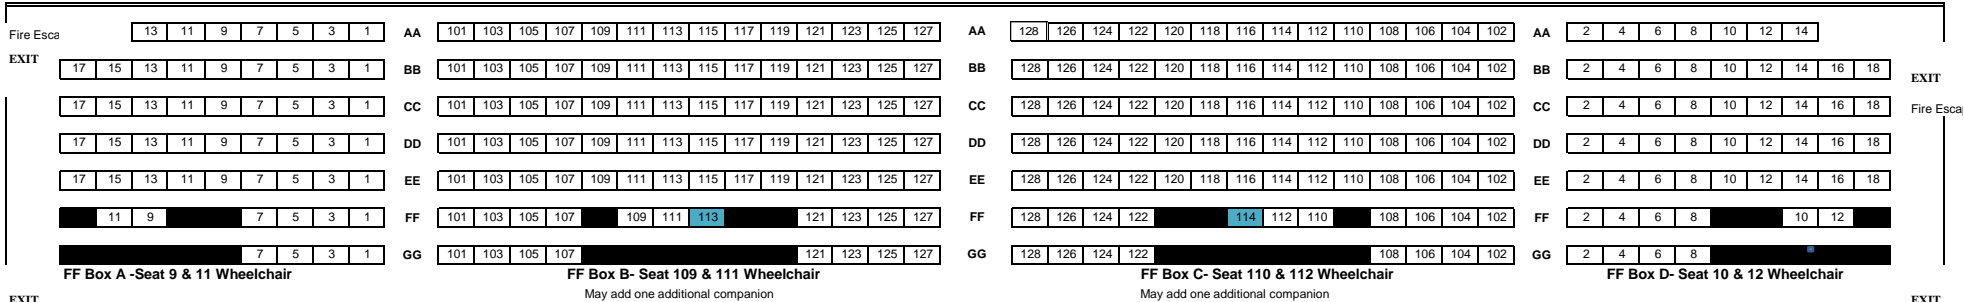 Fire Esca 13 11 9 7 5 3 1 AA 101 103 105 107 109 111 113 115 117 119 121 123 125 127 AA 128 126 124 122 120 118 116 114 112 110 108 106 104 102 AA 2 4 6 8 10 12 14
EXIT 17 15 13 11 9 7 5 3 1 BB 101 103 105 107 109 111 113 115 117 119 121 123 125 127 BB 128 126 124 122 120 118 116 114 112 110 108 106 104 102 BB 2 4 6 8 10 12 14 16 18 EXIT
17 15 13 11 9 7 5 3 1 CC 101 103 105 107 109 111 113 115 117 119 121 123 125 127 CC 128 126 124 122 120 118 116 114 112 110 108 106 104 102 CC 2 4 6 8 10 12 14 16 18 Fire Escap
17 15 13 11 9 7 5 3 1 DD 101 103 105 107 109 111 113 115 117 119 121 123 125 127 DD 128 126 124 122 120 118 116 114 112 110 108 106 104 102 DD 2 4 6 8 10 12 14 16 18
17 15 13 11 9 7 5 3 1 EE 101 103 105 107 109 111 113 115 117 119 121 123 125 127 EE 128 126 124 122 120 118 116 114 112 110 108 106 104 102 EE 2 4 6 8 10 12 14 16 18
11 9 7 5 3 1 FF 101 103 105 107 109 111 113 121 123 125 127 FF 128 126 124 122 114 112 110 108 106 104 102 FF 2 4 6 8 10 12
7 5 3 1 GG 101 103 105 107 121 123 125 127 GG 128 126 124 122 108 106 104 102 GG 2 4 6 8
FF Box A -Seat 9 & 11 Wheelchair FF Box B- Seat 109 & 111 Wheelchair FF Box C- Seat 110 & 112 Wheelchair FF Box D- Seat 10 & 12 Wheelchair
EXIT May add one additional companion May add one additional companion EXIT